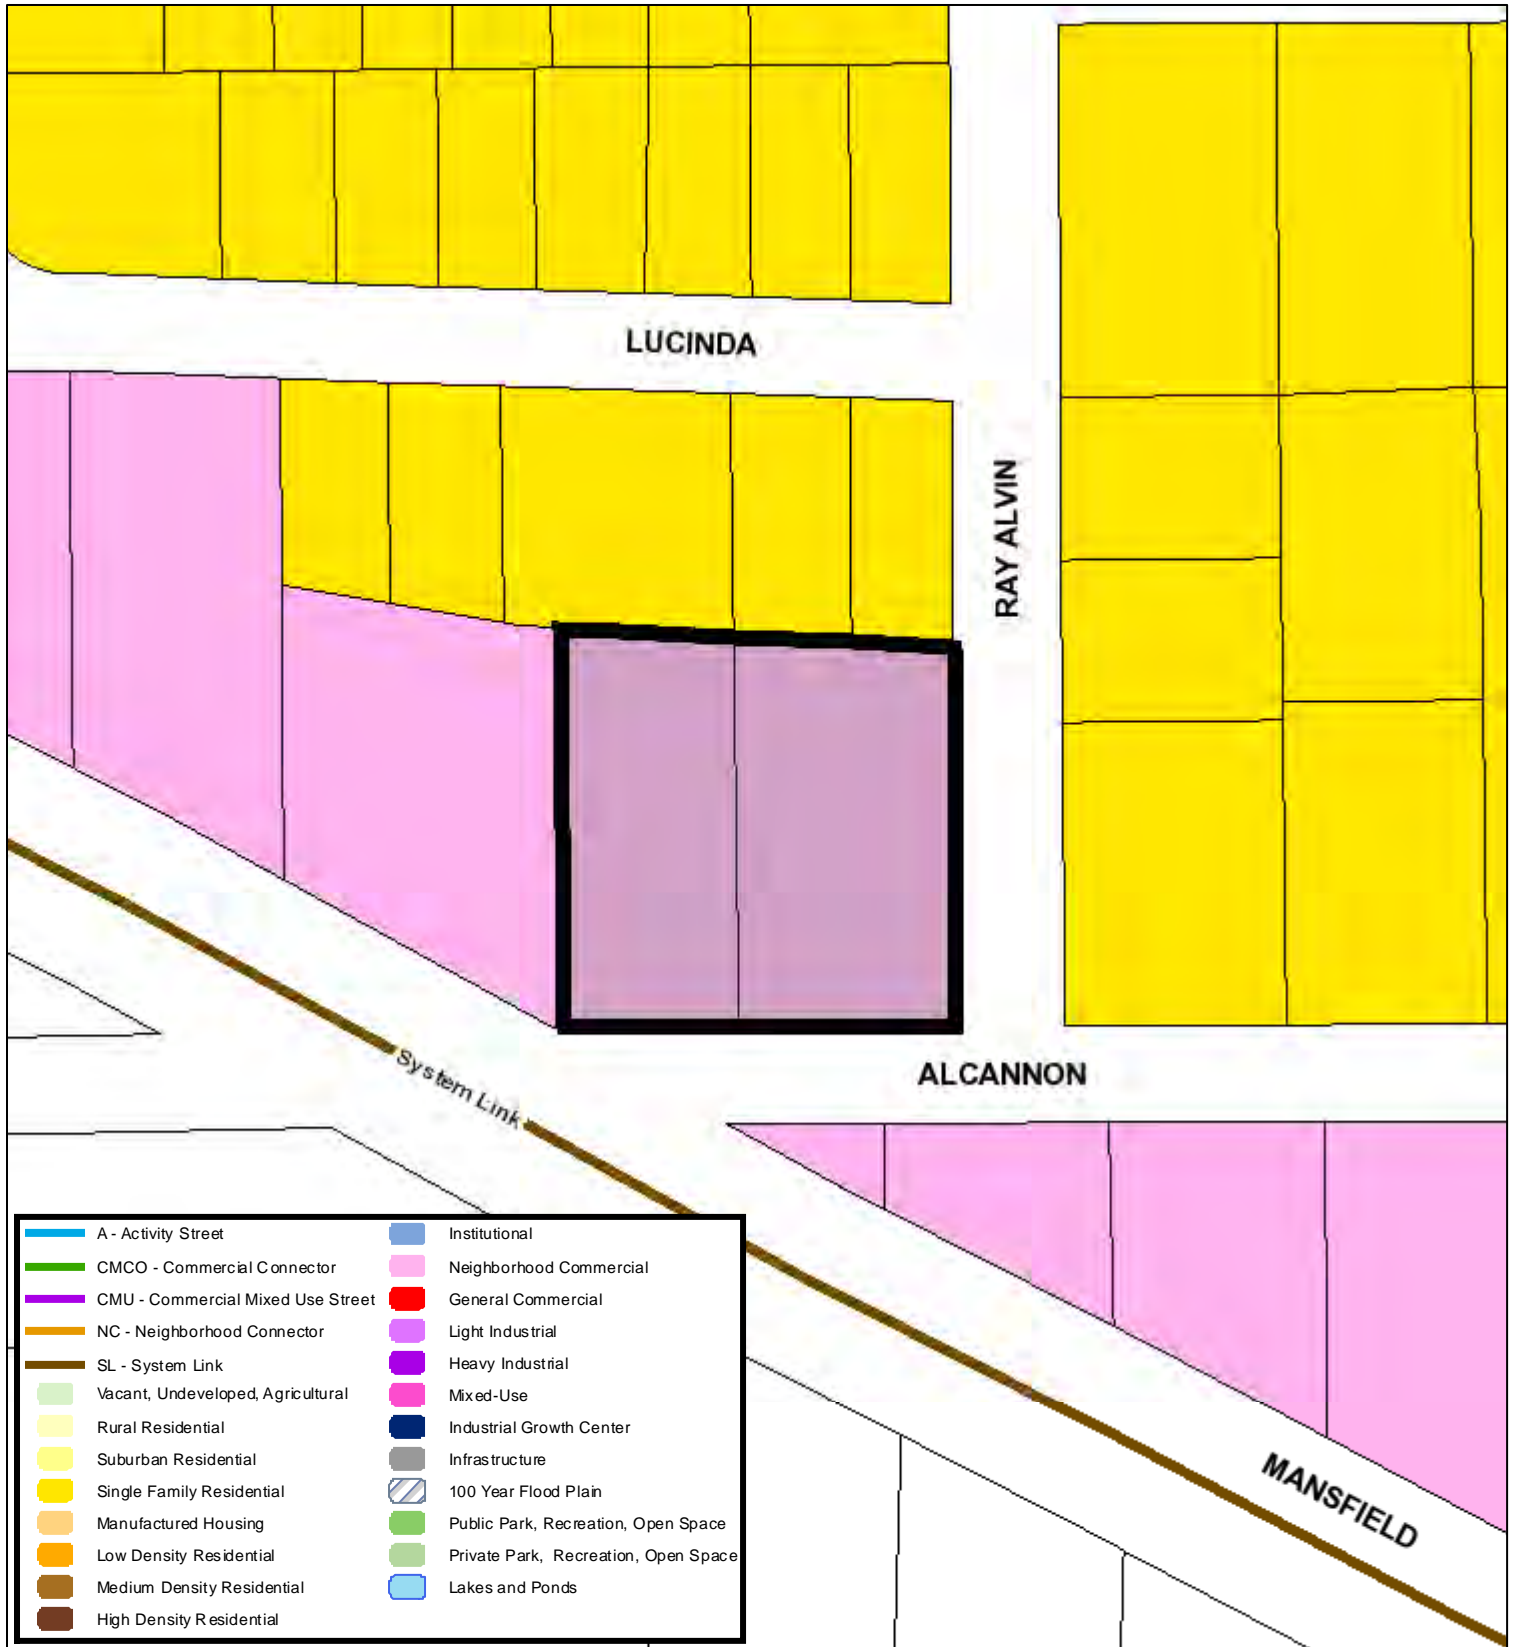 LUCINDA
RAY ALVIN
System Link
ALCANNON
MANSFIELD
A - Activity Street
CMCO - Commercial Connector
CMU - Commercial Mixed Use Street
NC - Neighborhood Connector
SL - System Link
Vacant, Undeveloped, Agricultural
Rural Residential
Suburban Residential
Single Family Residential
Manufactured Housing
Low Density Residential
Medium Density Residential
High Density Residential
Institutional
Neighborhood Commercial
General Commercial
Light Industrial
Heavy Industrial
Mixed-Use
Industrial Growth Center
Infrastructure
100 Year Flood Plain
Public Park, Recreation, Open Space
Private Park, Recreation, Open Space
Lakes and Ponds